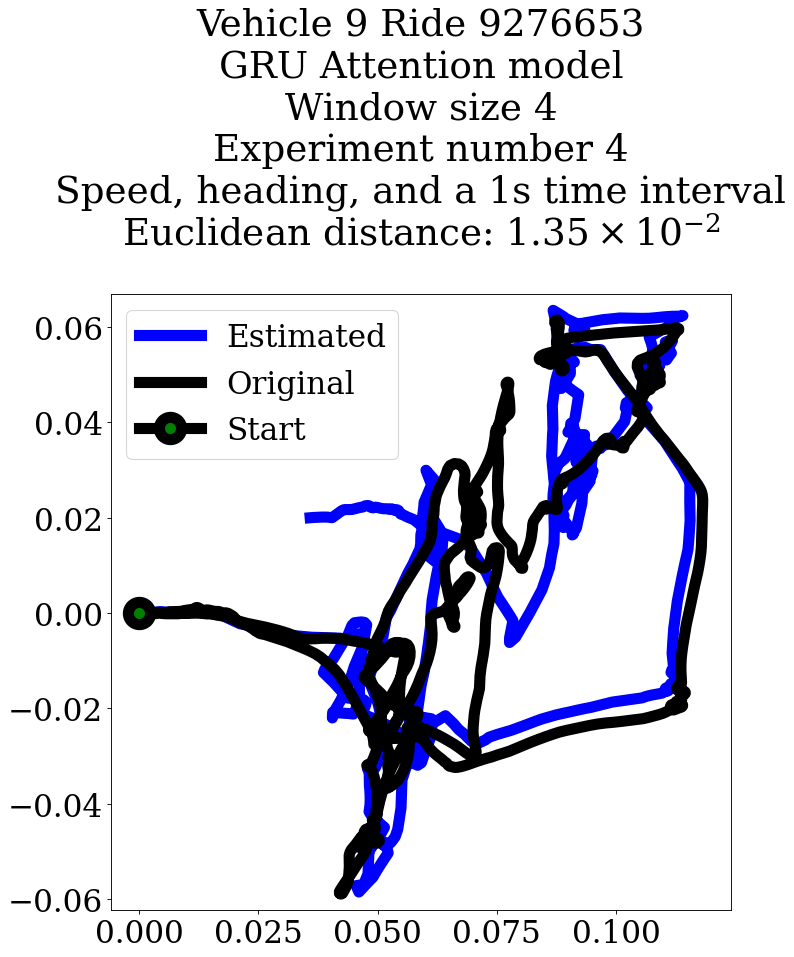 Vehicle 9 Ride 9276653
GRU Attention model
Window size 4
Experiment number 4
Speed, heading, and a 1s time interval
Euclidean distance: 1.35 × 10⁻²
Estimated
Original
Start
0.06
0.04
0.02
0.00
−0.02
−0.04
−0.06
0.000 0.025 0.050 0.075 0.100